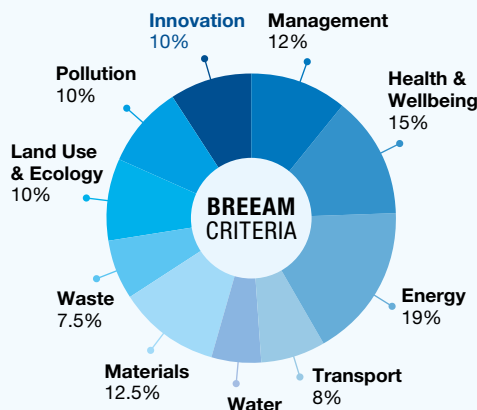 Innovation
10%
Management
12%
Health &
Wellbeing
15%
Energy
19%
Transport
8%
Water
Materials
12.5%
Waste
7.5%
Land Use
& Ecology
10%
Pollution
10%
BREEAM
CRITERIA